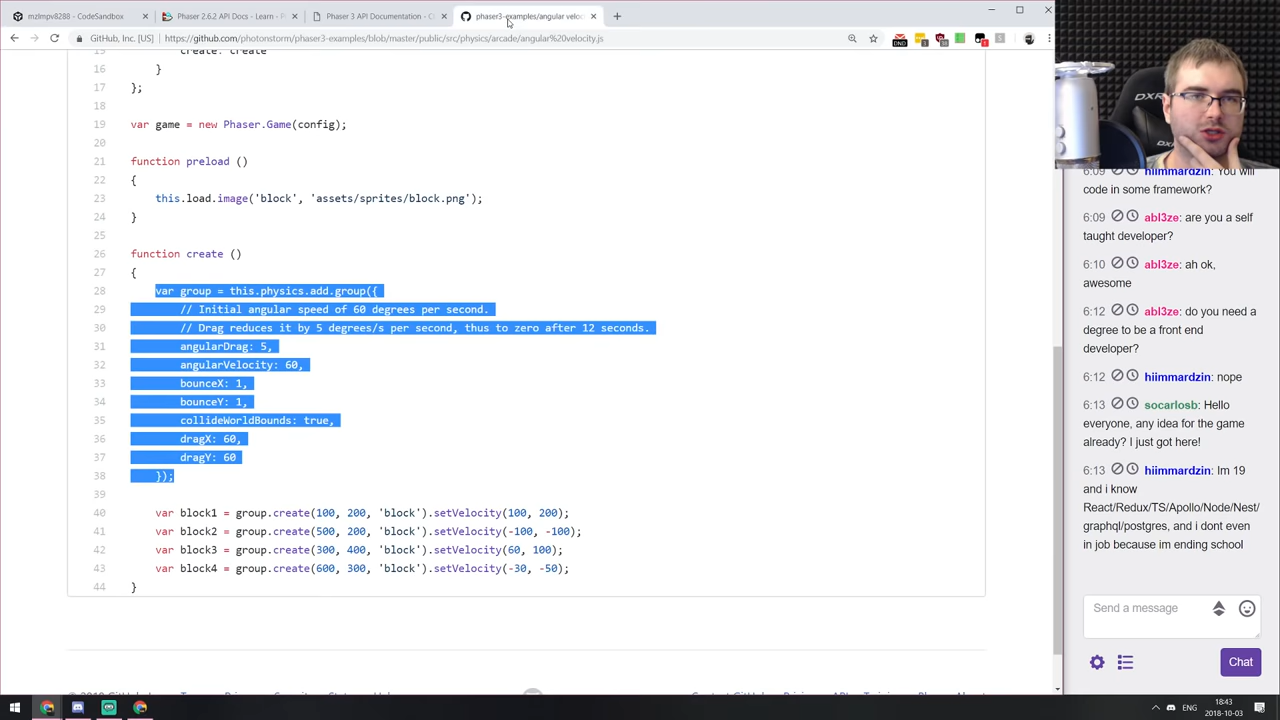 mzlmpv8288 - CodeSandbox
Phaser 2.6.2 API Docs - Learn - P
Phaser 3 API Documentation - C
phaser3-examples/angular veloc
GitHub, Inc. [US]
https://github.com/photonstorm/phaser3-examples/blob/master/public/src/physics/arcade/angular%20velocity.js
DND
15 create: create
16 }
17 };
18
19 var game = new Phaser.Game(config);
20
21 function preload ()
22 {
23 this.load.image('block', 'assets/sprites/block.png');
24 }
25
26 function create ()
27 {
28 var group = this.physics.add.group({
29 // Initial angular speed of 60 degrees per second.
30 // Drag reduces it by 5 degrees/s per second, thus to zero after 12 seconds.
31 angularDrag: 5,
32 angularVelocity: 60,
33 bounceX: 1,
34 bounceY: 1,
35 collideWorldBounds: true,
36 dragX: 60,
37 dragY: 60
38 });
39
40 var block1 = group.create(100, 200, 'block').setVelocity(100, 200);
41 var block2 = group.create(500, 200, 'block').setVelocity(-100, -100);
42 var block3 = group.create(300, 400, 'block').setVelocity(60, 100);
43 var block4 = group.create(600, 300, 'block').setVelocity(-30, -50);
44 }
DXR
6:09 hiimmardzin: You will
code in some framework?
6:09 abl3ze: are you a self
taught developer?
6:10 abl3ze: ah ok,
awesome
6:12 abl3ze: do you need a
degree to be a front end
developer?
6:12 hiimmardzin: nope
6:13 socarlosb: Hello
everyone, any idea for the game
already? I just got here!
6:13 hiimmardzin: Im 19
and i know
React/Redux/TS/Apollo/Node/Nest/
graphql/postgres, and i dont even
in job because im ending school
Send a message
Chat
ENG
18:43
2018-10-03